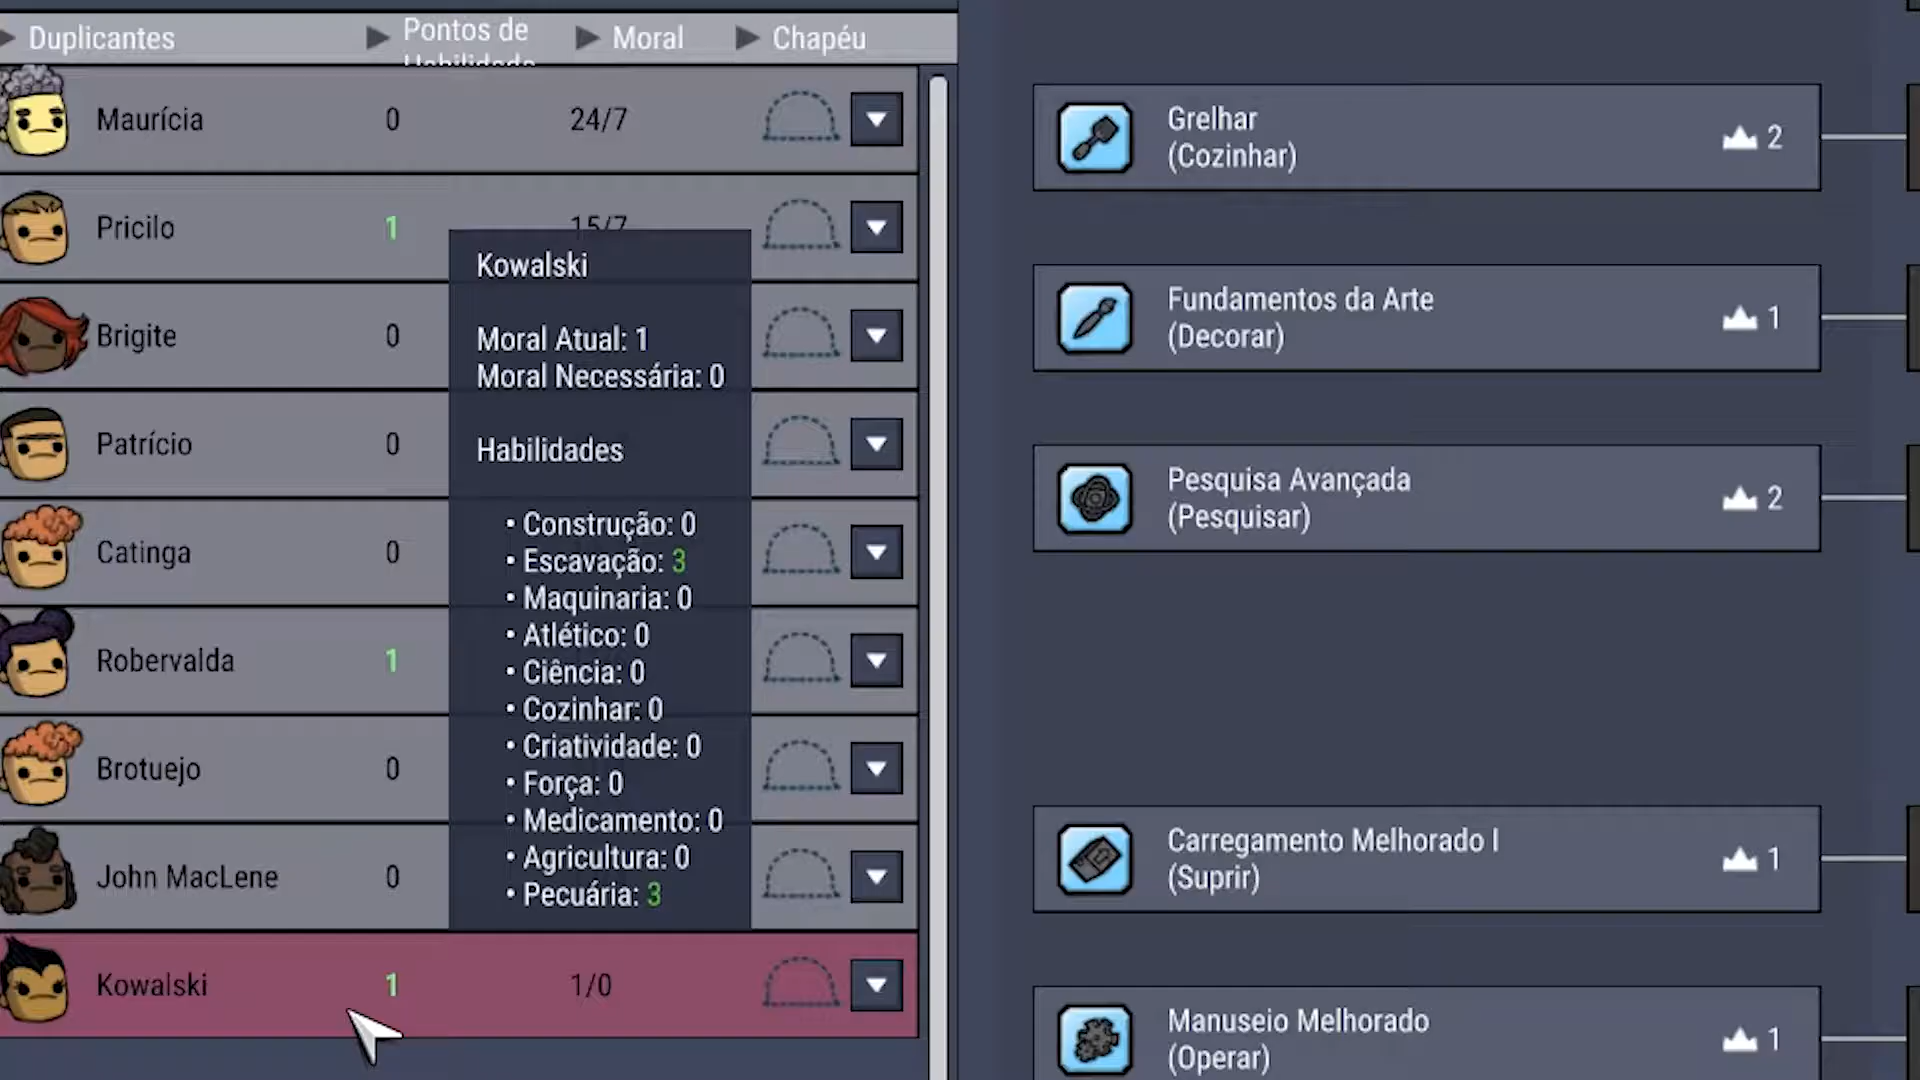 Duplicantes
Pontos de
Habilidade
Moral
Chapéu
Maurícia
0
24/7
Pricilo
1
15/7
Brigite
0
Patrício
0
Catinga
0
Robervalda
1
Brotuejo
0
John MacLene
0
Kowalski
1
1/0
Kowalski
Moral Atual: 1
Moral Necessária: 0
Habilidades
• Construção: 0
• Escavação: 3
• Maquinaria: 0
• Atlético: 0
• Ciência: 0
• Cozinhar: 0
• Criatividade: 0
• Força: 0
• Medicamento: 0
• Agricultura: 0
• Pecuária: 3
Grelhar
(Cozinhar)
2
Fundamentos da Arte
(Decorar)
1
Pesquisa Avançada
(Pesquisar)
2
Carregamento Melhorado I
(Suprir)
1
Manuseio Melhorado
(Operar)
1